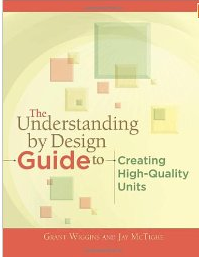 The
Understanding
by Design
Guide to
Creating
High-Quality
Units
Grant Wiggins and Jay McTighe